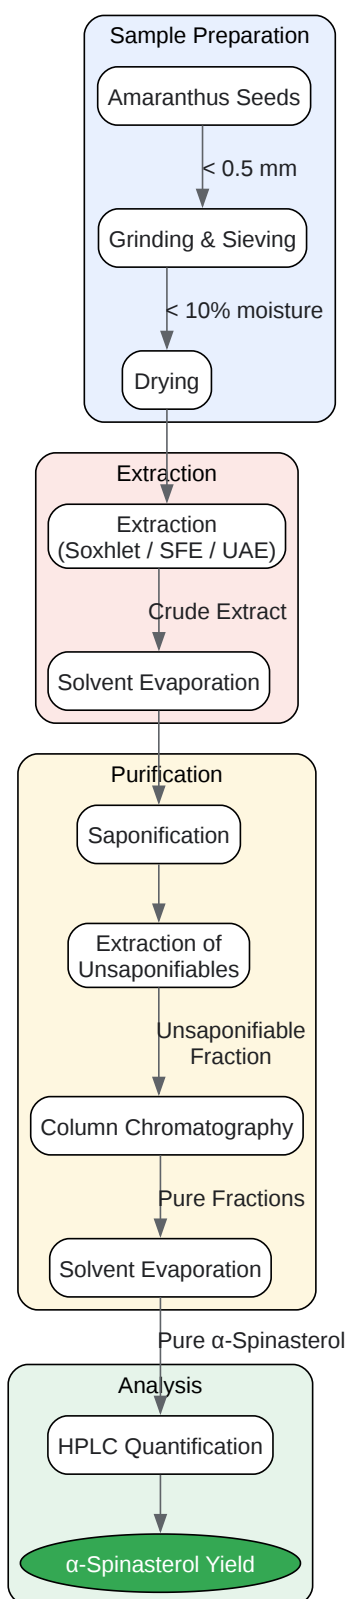 Sample Preparation
Amaranthus Seeds
< 0.5 mm
Grinding & Sieving
< 10% moisture
Drying
Extraction
Extraction
(Soxhlet / SFE / UAE)
Crude Extract
Solvent Evaporation
Purification
Saponification
Extraction of
Unsaponifiables
Unsaponifiable
Fraction
Column Chromatography
Pure Fractions
Solvent Evaporation
Pure α-Spinasterol
Analysis
HPLC Quantification
α-Spinasterol Yield